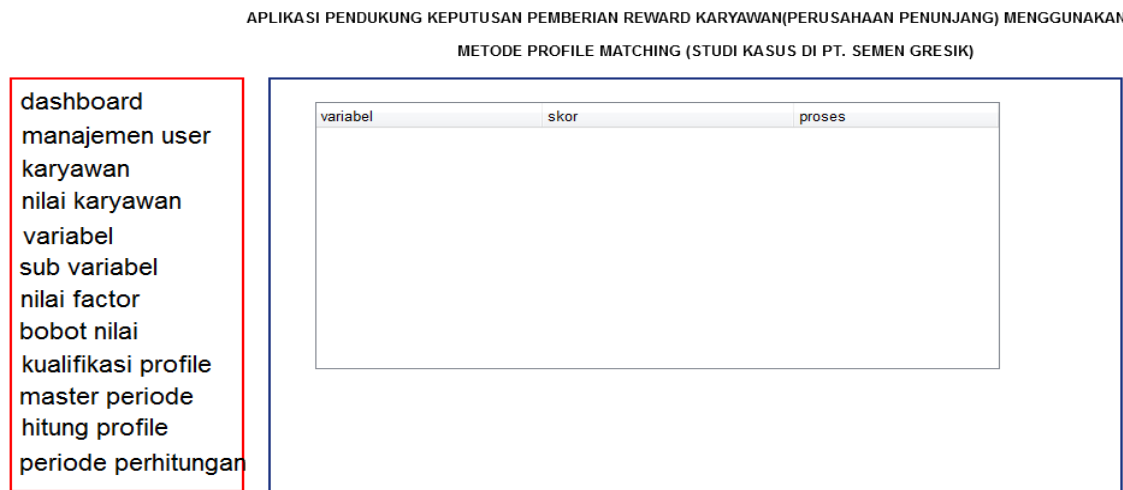 APLIKASI PENDUKUNG KEPUTUSAN PEMBERIAN REWARD KARYAWAN(PERUSAHAAN PENUNJANG) MENGGUNAKAN
METODE PROFILE MATCHING (STUDI KASUS DI PT. SEMEN GRESIK)
dashboard
manajemen user
karyawan
nilai karyawan
variabel
sub variabel
nilai factor
bobot nilai
kualifikasi profile
master periode
hitung profile
periode perhitungan
variabel skor proses